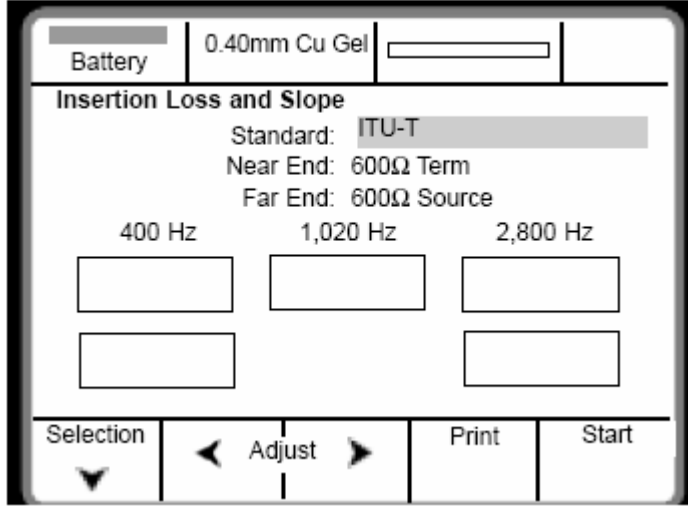 Battery
0.40mm Cu Gel
Insertion Loss and Slope
Standard: ITU-T
Near End: 600Ω Term
Far End: 600Ω Source
400 Hz 1,020 Hz 2,800 Hz
Selection Adjust Print Start